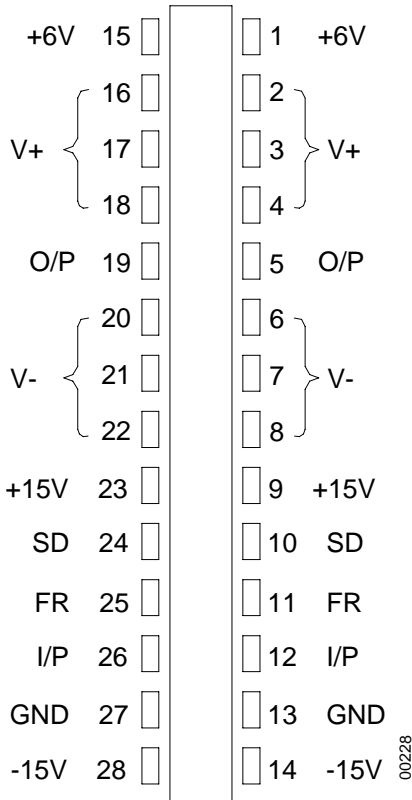 +6V 15 1 +6V
16 2
V+ 17 3 V+
18 4
O/P 19 5 O/P
20 6
V- 21 7 V-
22 8
+15V 23 9 +15V
SD 24 10 SD
FR 25 11 FR
I/P 26 12 I/P
GND 27 13 GND
-15V 28 14 -15V
00228